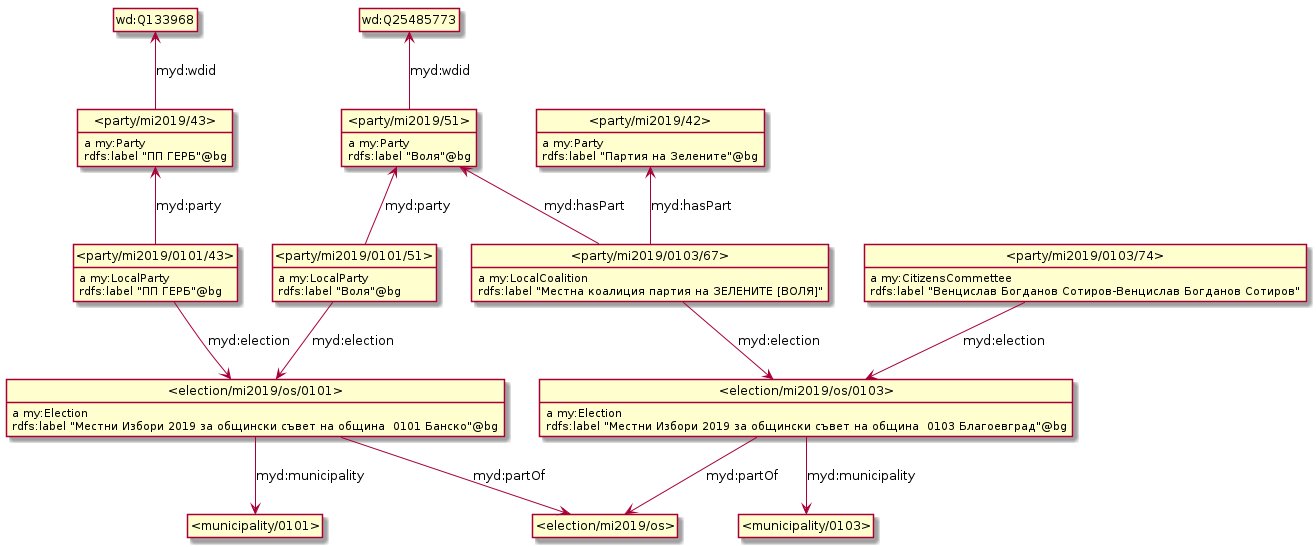 wd:Q133968
wd:Q25485773
myd:wdid
myd:wdid
<party/mi2019/43>
a my:Party
rdfs:label "ПП ГЕРБ"@bg
<party/mi2019/51>
a my:Party
rdfs:label "Воля"@bg
<party/mi2019/42>
a my:Party
rdfs:label "Партия на Зелените"@bg
myd:party
myd:party
myd:hasPart
myd:hasPart
<party/mi2019/0101/43>
a my:LocalParty
rdfs:label "ПП ГЕРБ"@bg
<party/mi2019/0101/51>
a my:LocalParty
rdfs:label "Воля"@bg
<party/mi2019/0103/67>
a my:LocalCoalition
rdfs:label "Местна коалиция партия на ЗЕЛЕНИТЕ [ВОЛЯ]"
<party/mi2019/0103/74>
a my:CitizensCommettee
rdfs:label "Венцислав Богданов Сотиров-Венцислав Богданов Сотиров"
myd:election
myd:election
myd:election
myd:election
<election/mi2019/os/0101>
a my:Election
rdfs:label "Местни Избори 2019 за общински съвет на община  0101 Банско"@bg
<election/mi2019/os/0103>
a my:Election
rdfs:label "Местни Избори 2019 за общински съвет на община  0103 Благоевград"@bg
myd:municipality
myd:partOf
myd:partOf
myd:municipality
<municipality/0101>
<election/mi2019/os>
<municipality/0103>